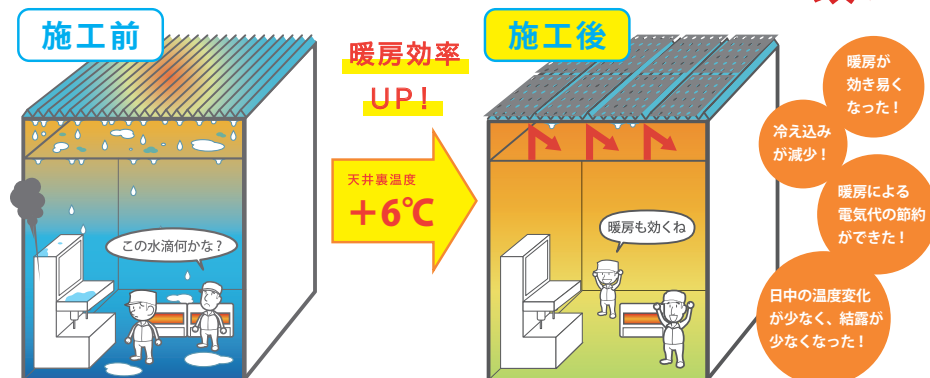 施工前
この水滴何かな？
暖房効率
UP！
天井裏温度
＋6℃
施工後
暖房も効くね
暖房が
効き易く
なった！
冷え込み
が減少！
暖房による
電気代の節約
ができた！
日中の温度変化
が少なく、結露が
少なくなった！